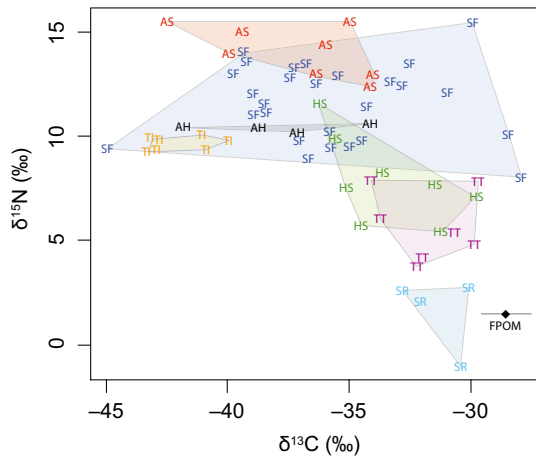 15
AS AS SF
AS
AS
AS SF
SF SF SF
SF SF AS SF AS
SF SF SF SF AS
SF SF
SF HS SF
SF SF
10
AH AH AH SF AH
TI TI TI TI SF HS SF SF
SF TI TI TI SF SF
SF
HS SF
TT TT
HS HS
HS
TT
HS HS TT
5
TT
TT
TT
SR SR
SR
FPOM
0
SR
δ¹⁵N (‰)
−45 −40 −35 −30
δ¹³C (‰)